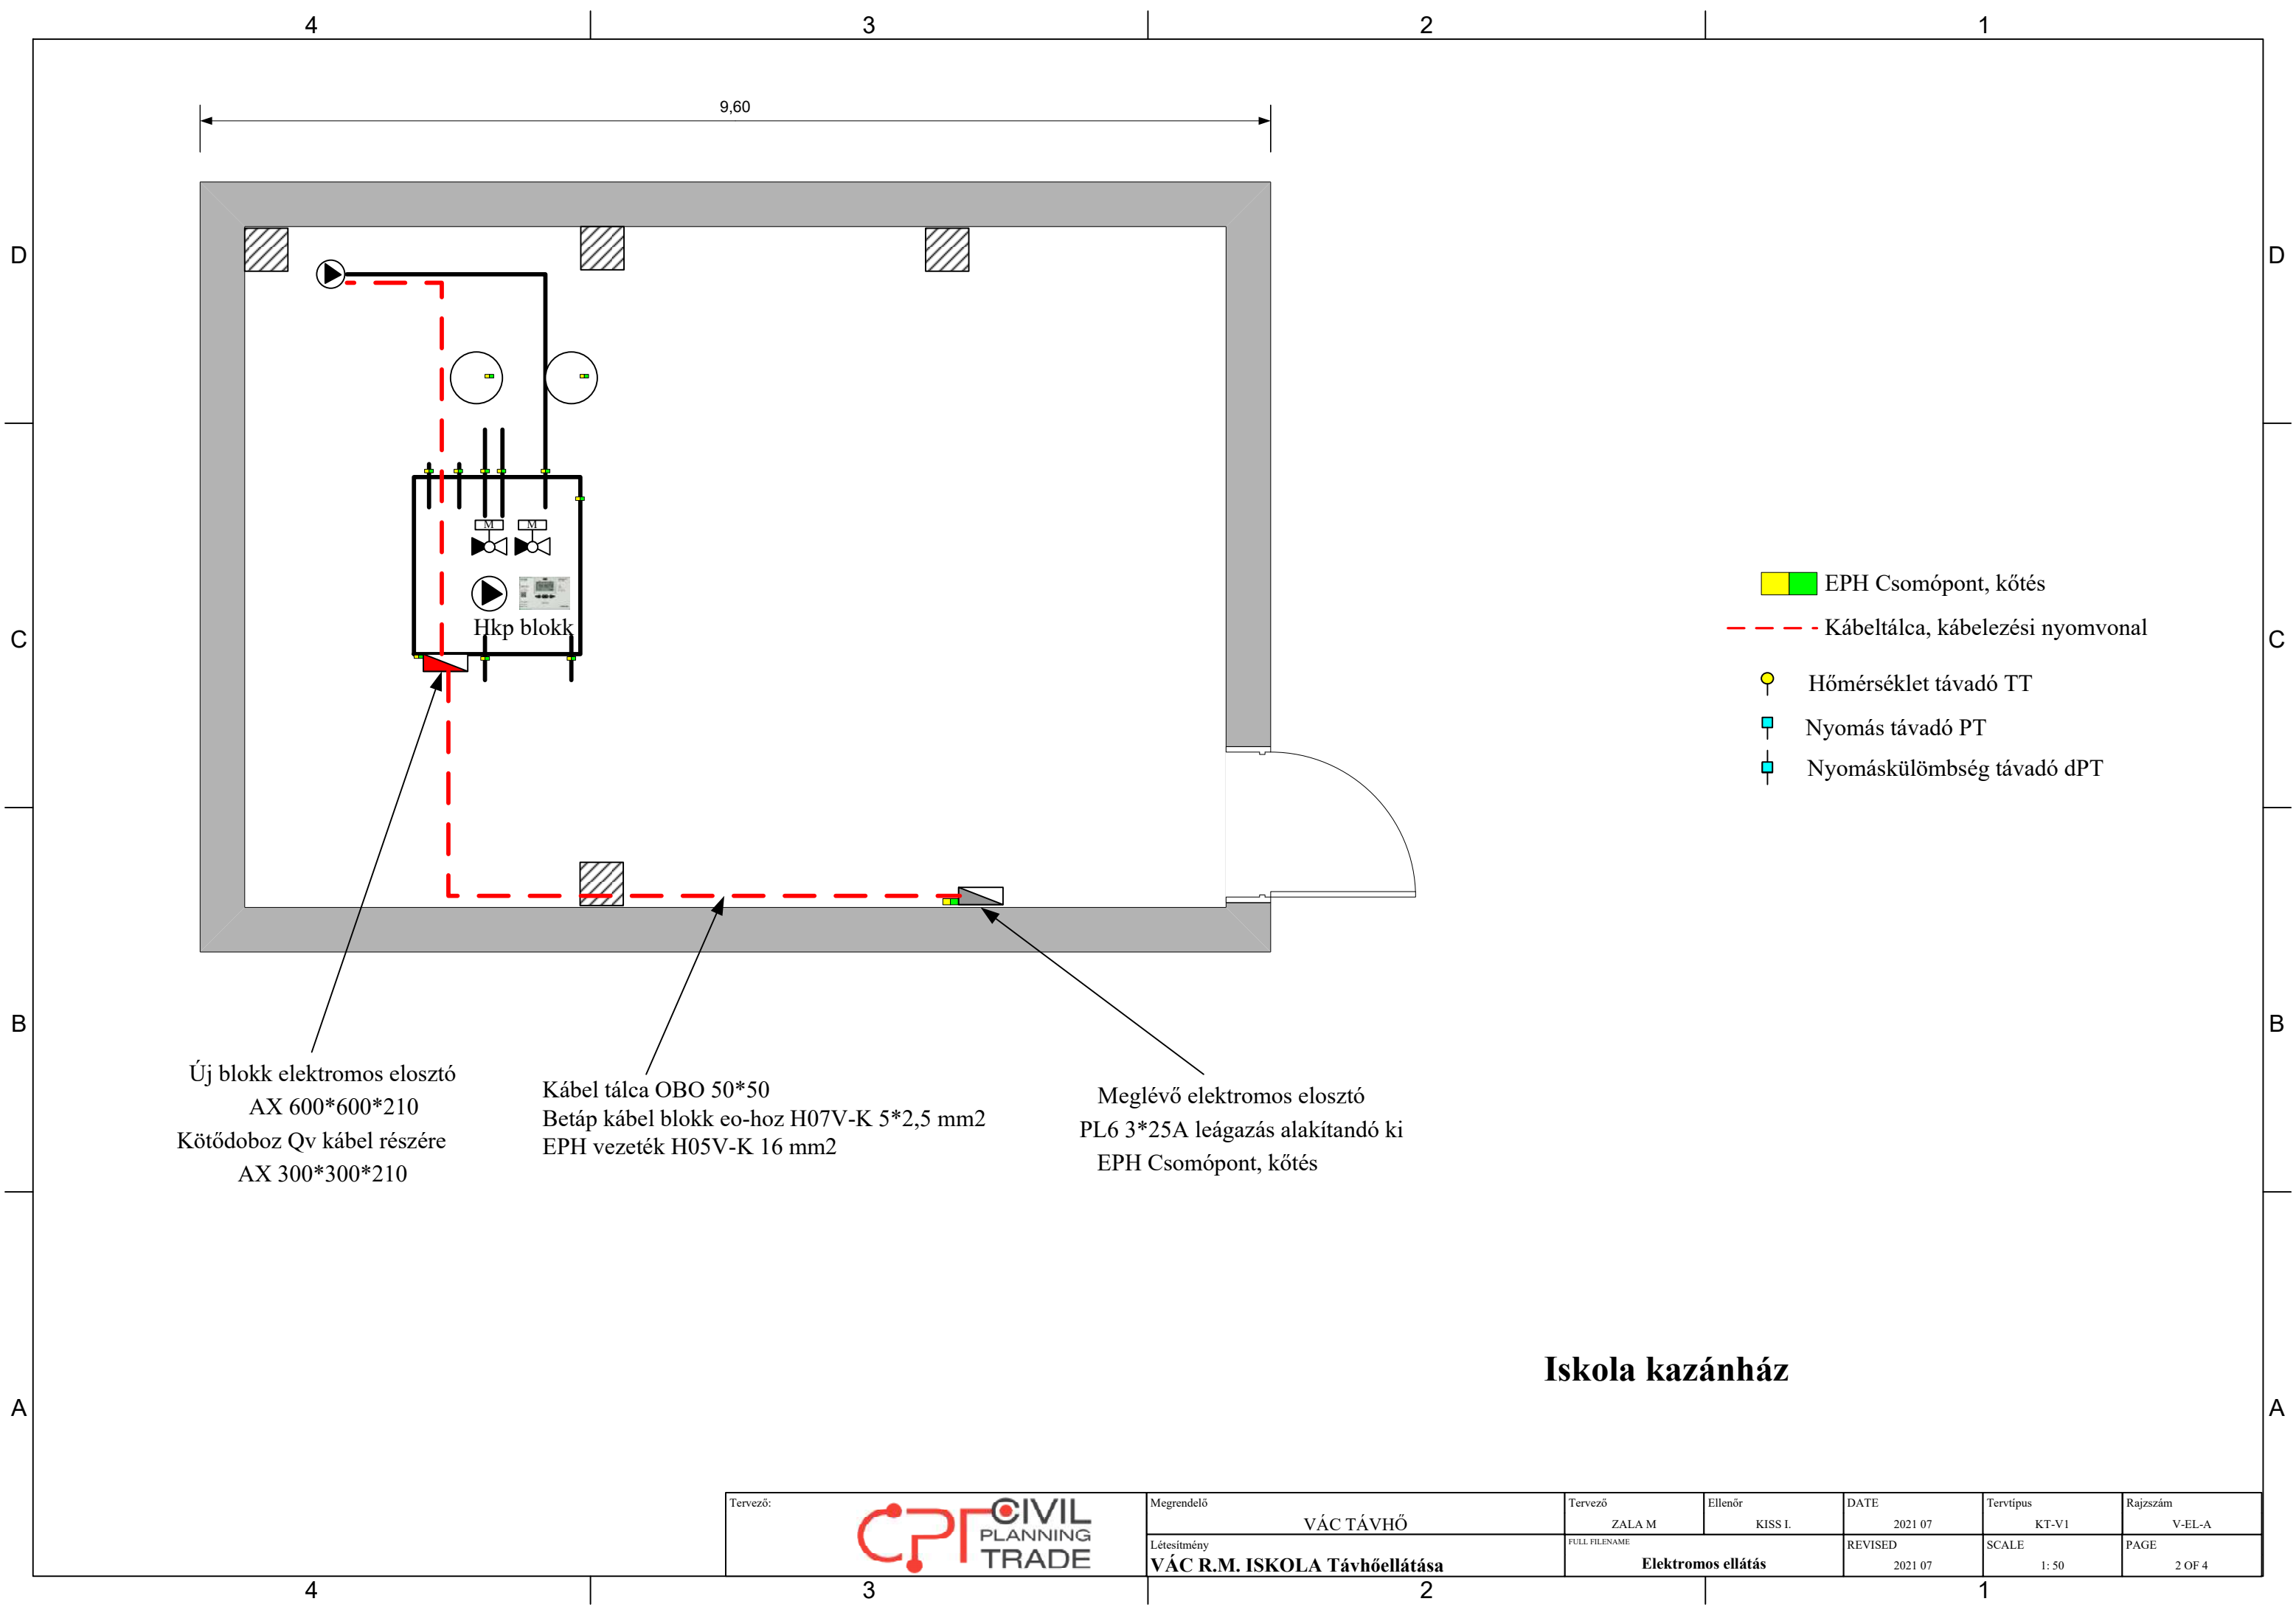 4 3 2 1
9,60
D D
M M
Hkp blokk
EPH Csomópont, kőtés
Kábeltálca, kábelezési nyomvonal
C C
Hőmérséklet távadó TT
Nyomás távadó PT
Nyomáskülömbség távadó dPT
B B
Új blokk elektromos elosztó
AX 600*600*210
Kötődoboz Qv kábel részére
AX 300*300*210
Kábel tálca OBO 50*50
Betáp kábel blokk eo-hoz H07V-K 5*2,5 mm2
EPH vezeték H05V-K 16 mm2
Meglévő elektromos elosztó
PL6 3*25A leágazás alakítandó ki
EPH Csomópont, kőtés
Iskola kazánház
A A
Tervező:
CPT CIVIL
PLANNING
TRADE
Megrendelő
VÁC TÁVHŐ
Létesítmény
VÁC R.M. ISKOLA Távhőellátása
Tervező
ZALA M
Ellenőr
KISS I.
FULL FILENAME
Elektromos ellátás
DATE
2021 07
REVISED
2021 07
Tervtípus
KT-V1
SCALE
1: 50
Rajzszám
V-EL-A
PAGE
2 OF 4
4 3 2 1